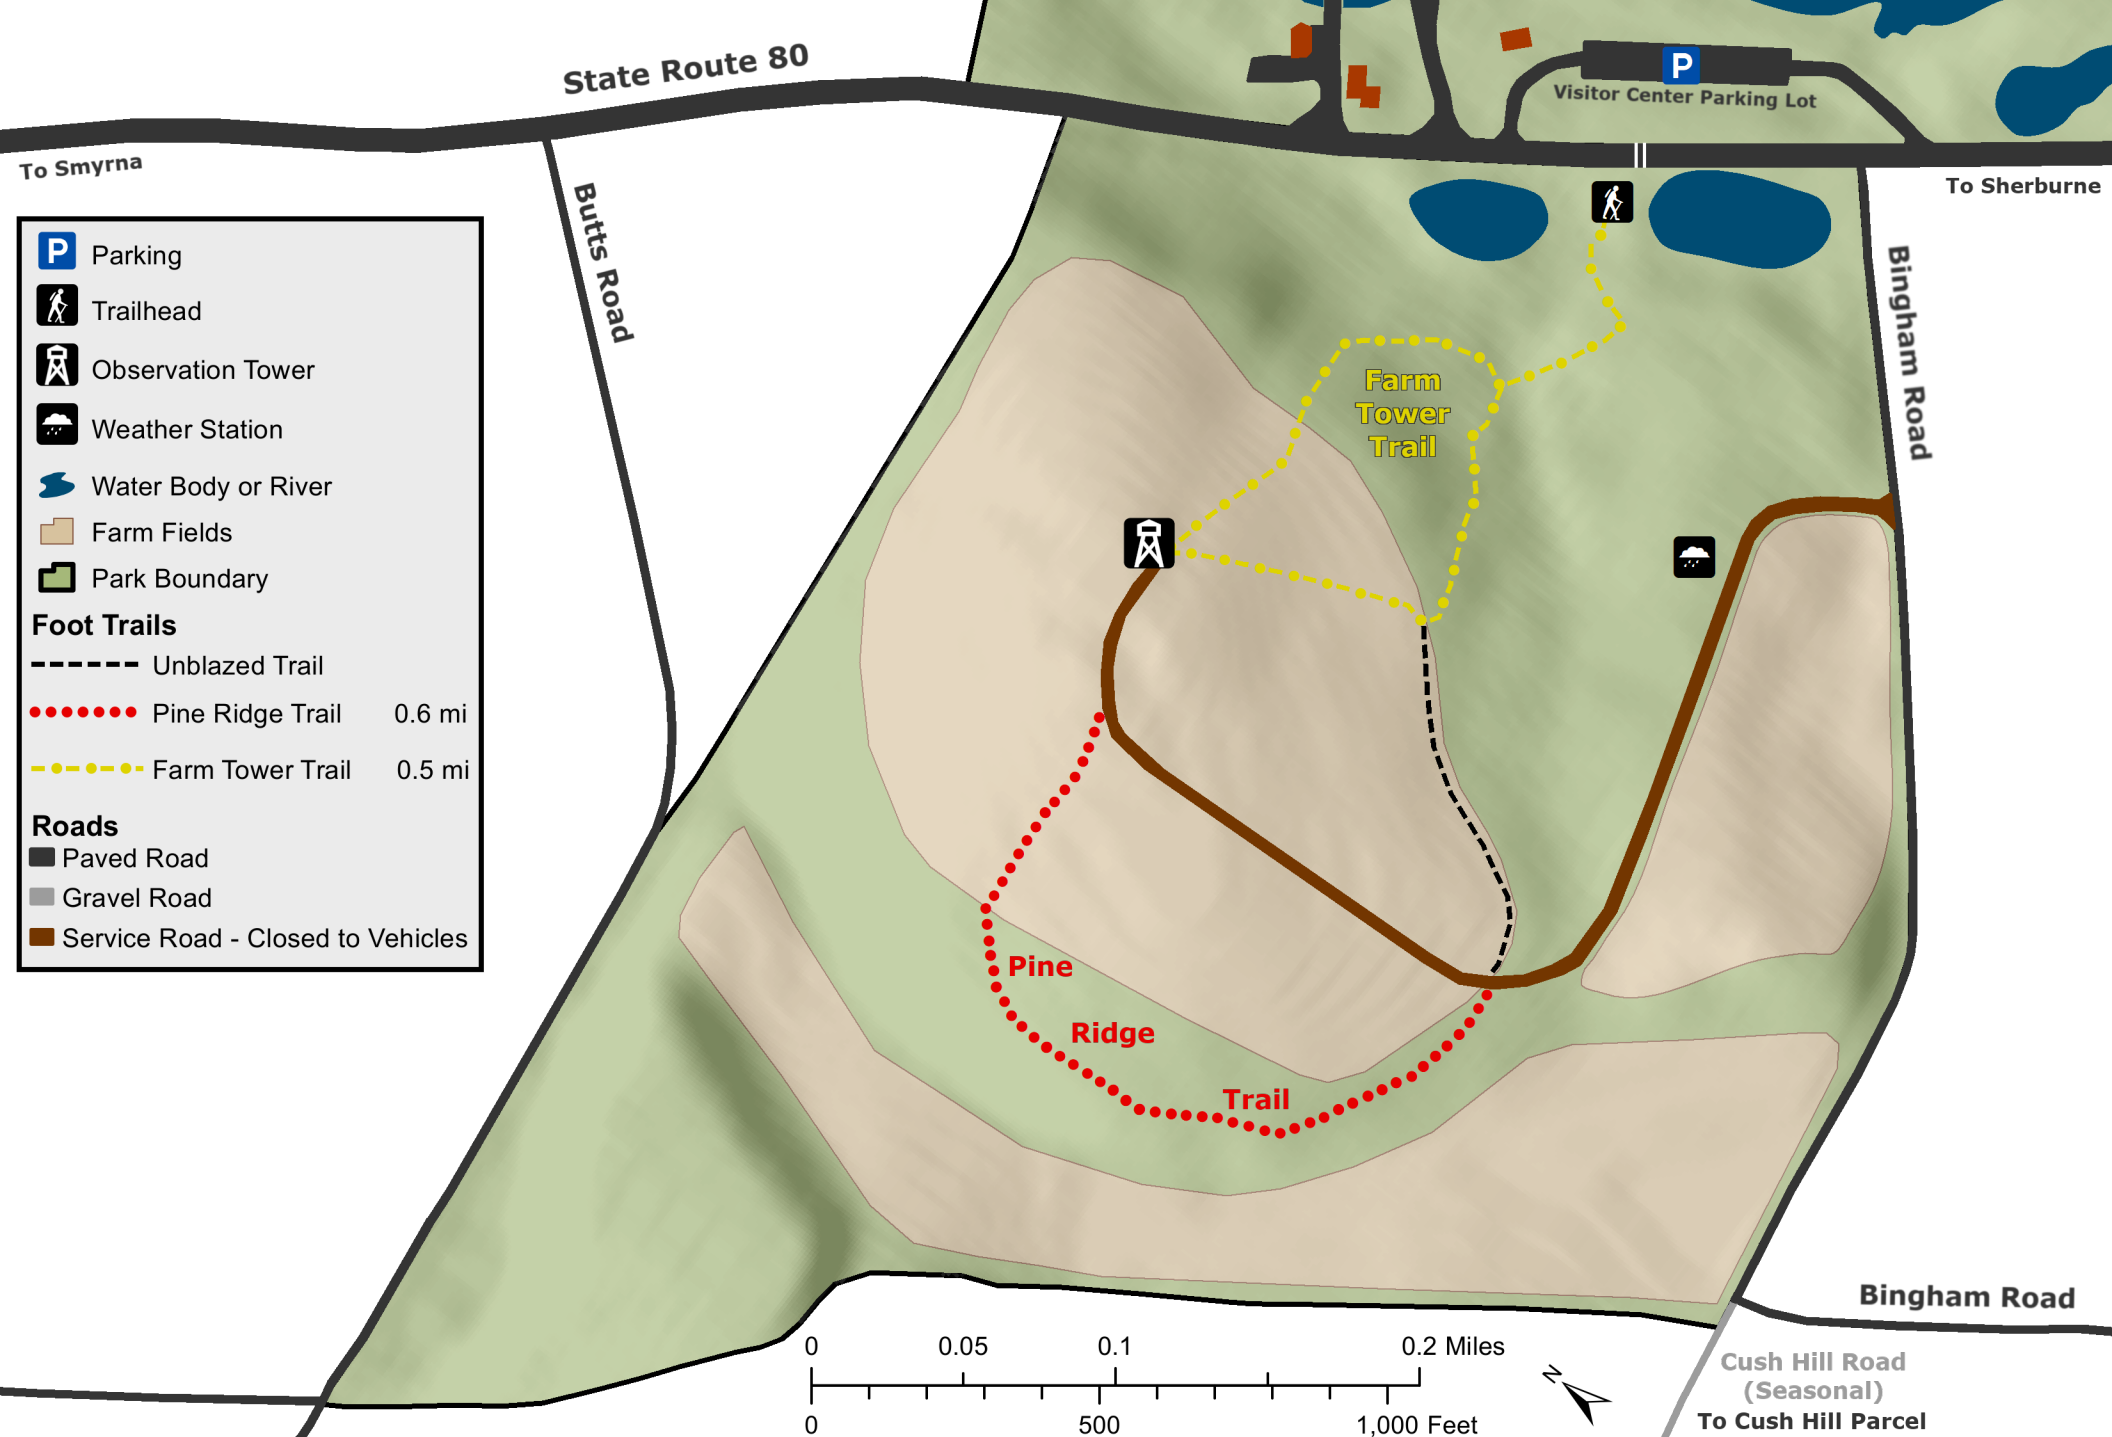 State Route 80
P
Visitor Center Parking Lot
To Smyrna
To Sherburne
Butts Road
Bingham Road
P Parking
Trailhead
Observation Tower
Weather Station
Water Body or River
Farm Fields
Park Boundary
Foot Trails
Unblazed Trail
Pine Ridge Trail 0.6 mi
Farm Tower Trail 0.5 mi
Roads
Paved Road
Gravel Road
Service Road - Closed to Vehicles
Farm
Tower
Trail
Pine
Ridge
Trail
Bingham Road
0 0.05 0.1 0.2 Miles
0 500 1,000 Feet
N
Cush Hill Road
(Seasonal)
To Cush Hill Parcel